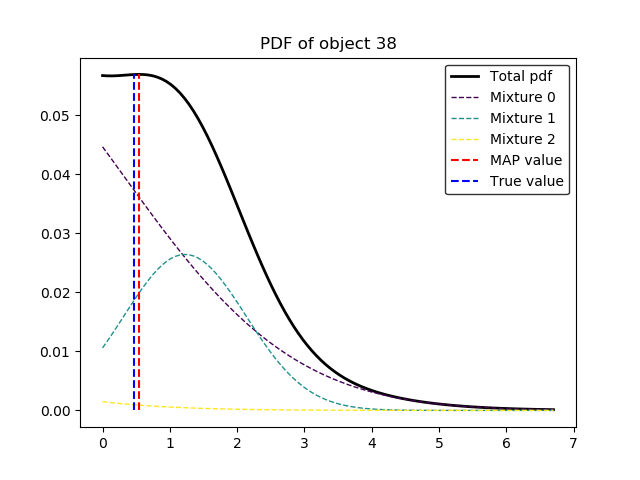 PDF of object 38
Total pdf
Mixture 0
Mixture 1
Mixture 2
MAP value
True value
0.05
0.04
0.03
0.02
0.01
0.00
0 1 2 3 4 5 6 7